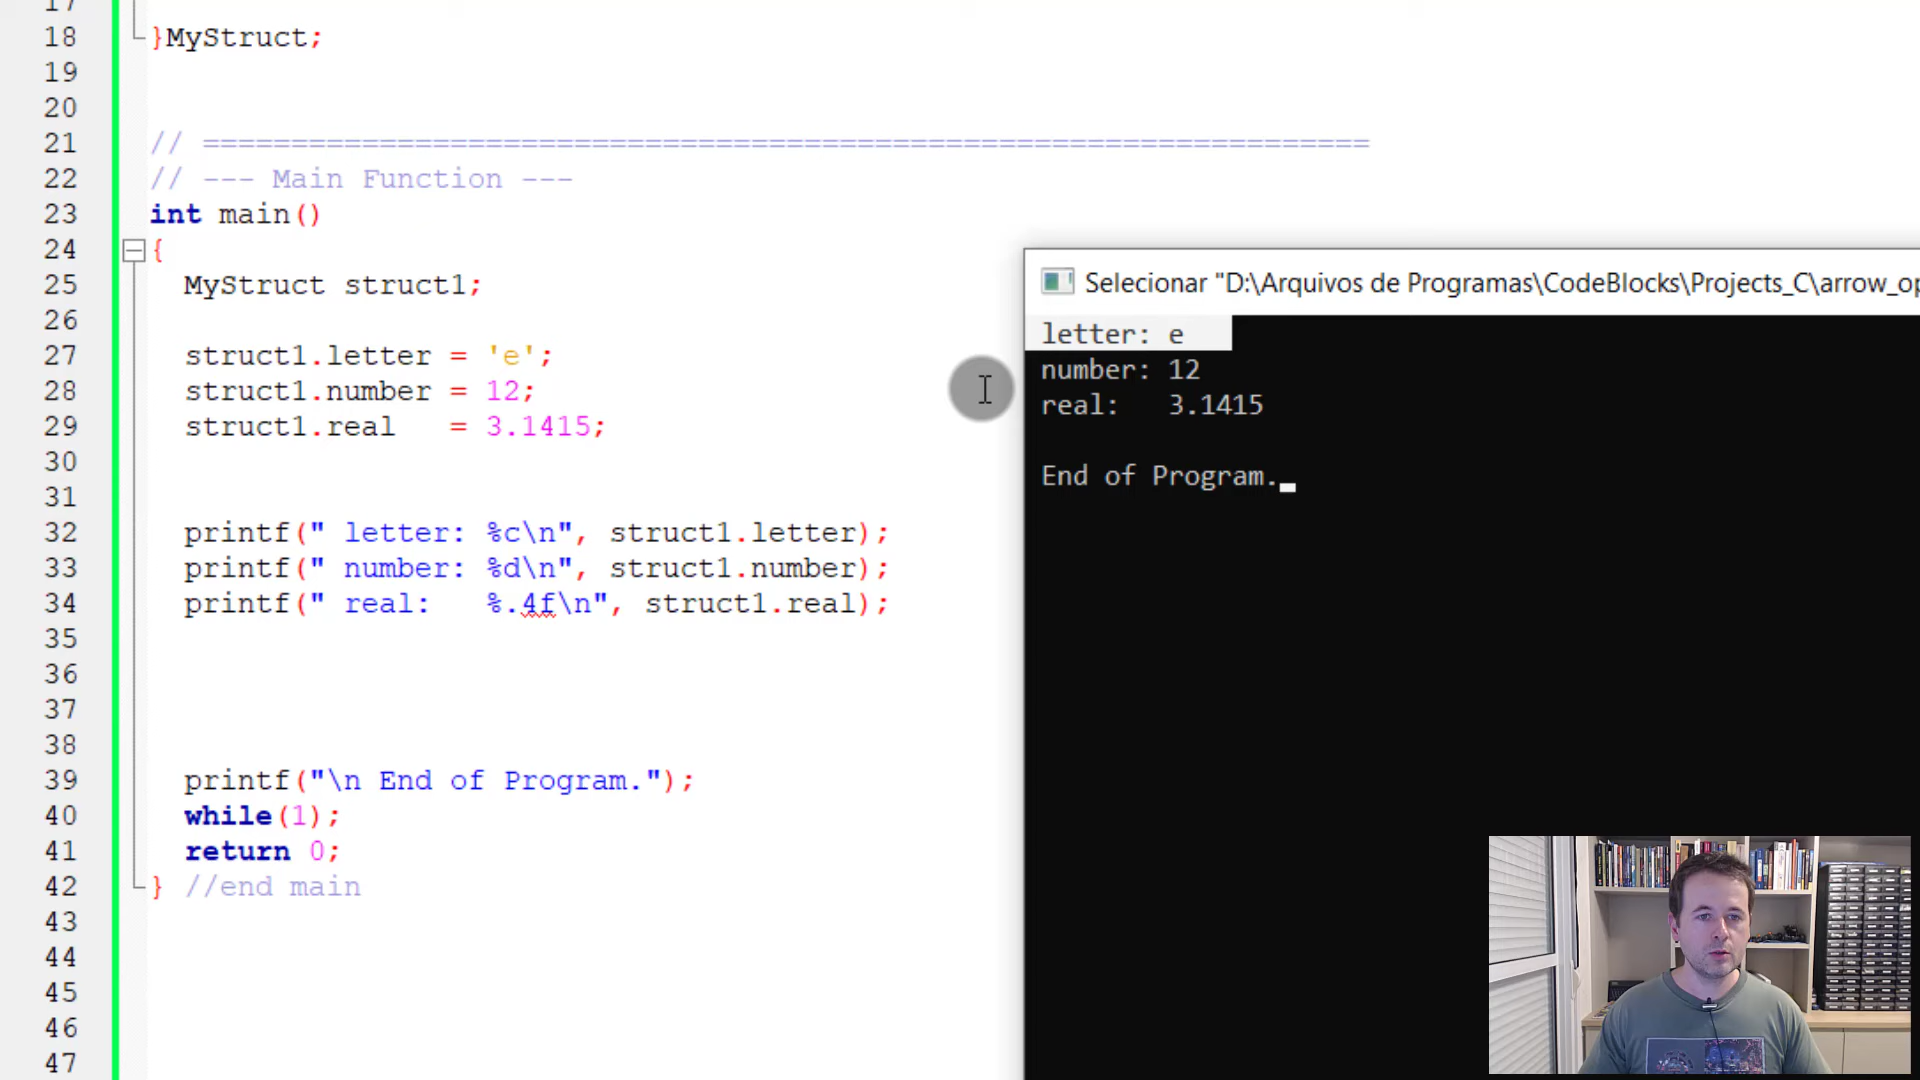 17
18 }MyStruct;
19
20
21 // ==================================================================
22 // --- Main Function ---
23 int main()
24 {
25 MyStruct struct1;
26
27 struct1.letter = 'e';
28 struct1.number = 12;
29 struct1.real   = 3.1415;
30
31
32 printf(" letter: %c\n", struct1.letter);
33 printf(" number: %d\n", struct1.number);
34 printf(" real:   %.4f\n", struct1.real);
35
36
37
38
39 printf("\n End of Program.");
40 while(1);
41 return 0;
42 } //end main
43
44
45
46
47
Selecionar "D:\Arquivos de Programas\CodeBlocks\Projects_C\arrow_op
letter: e
number: 12
real:   3.1415
End of Program.